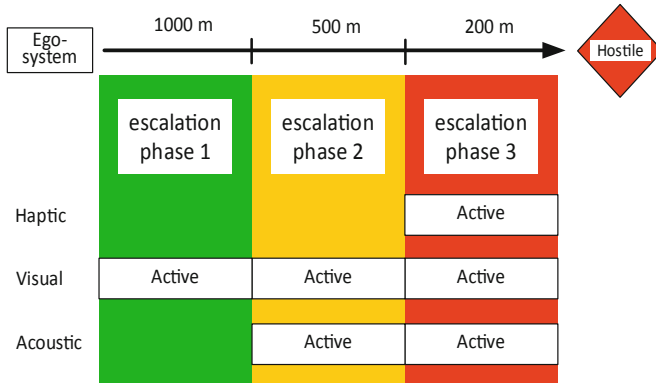 Ego-
system
1000 m
500 m
200 m
Hostile
escalation
phase 1
escalation
phase 2
escalation
phase 3
Haptic
Active
Visual
Active
Active
Active
Acoustic
Active
Active